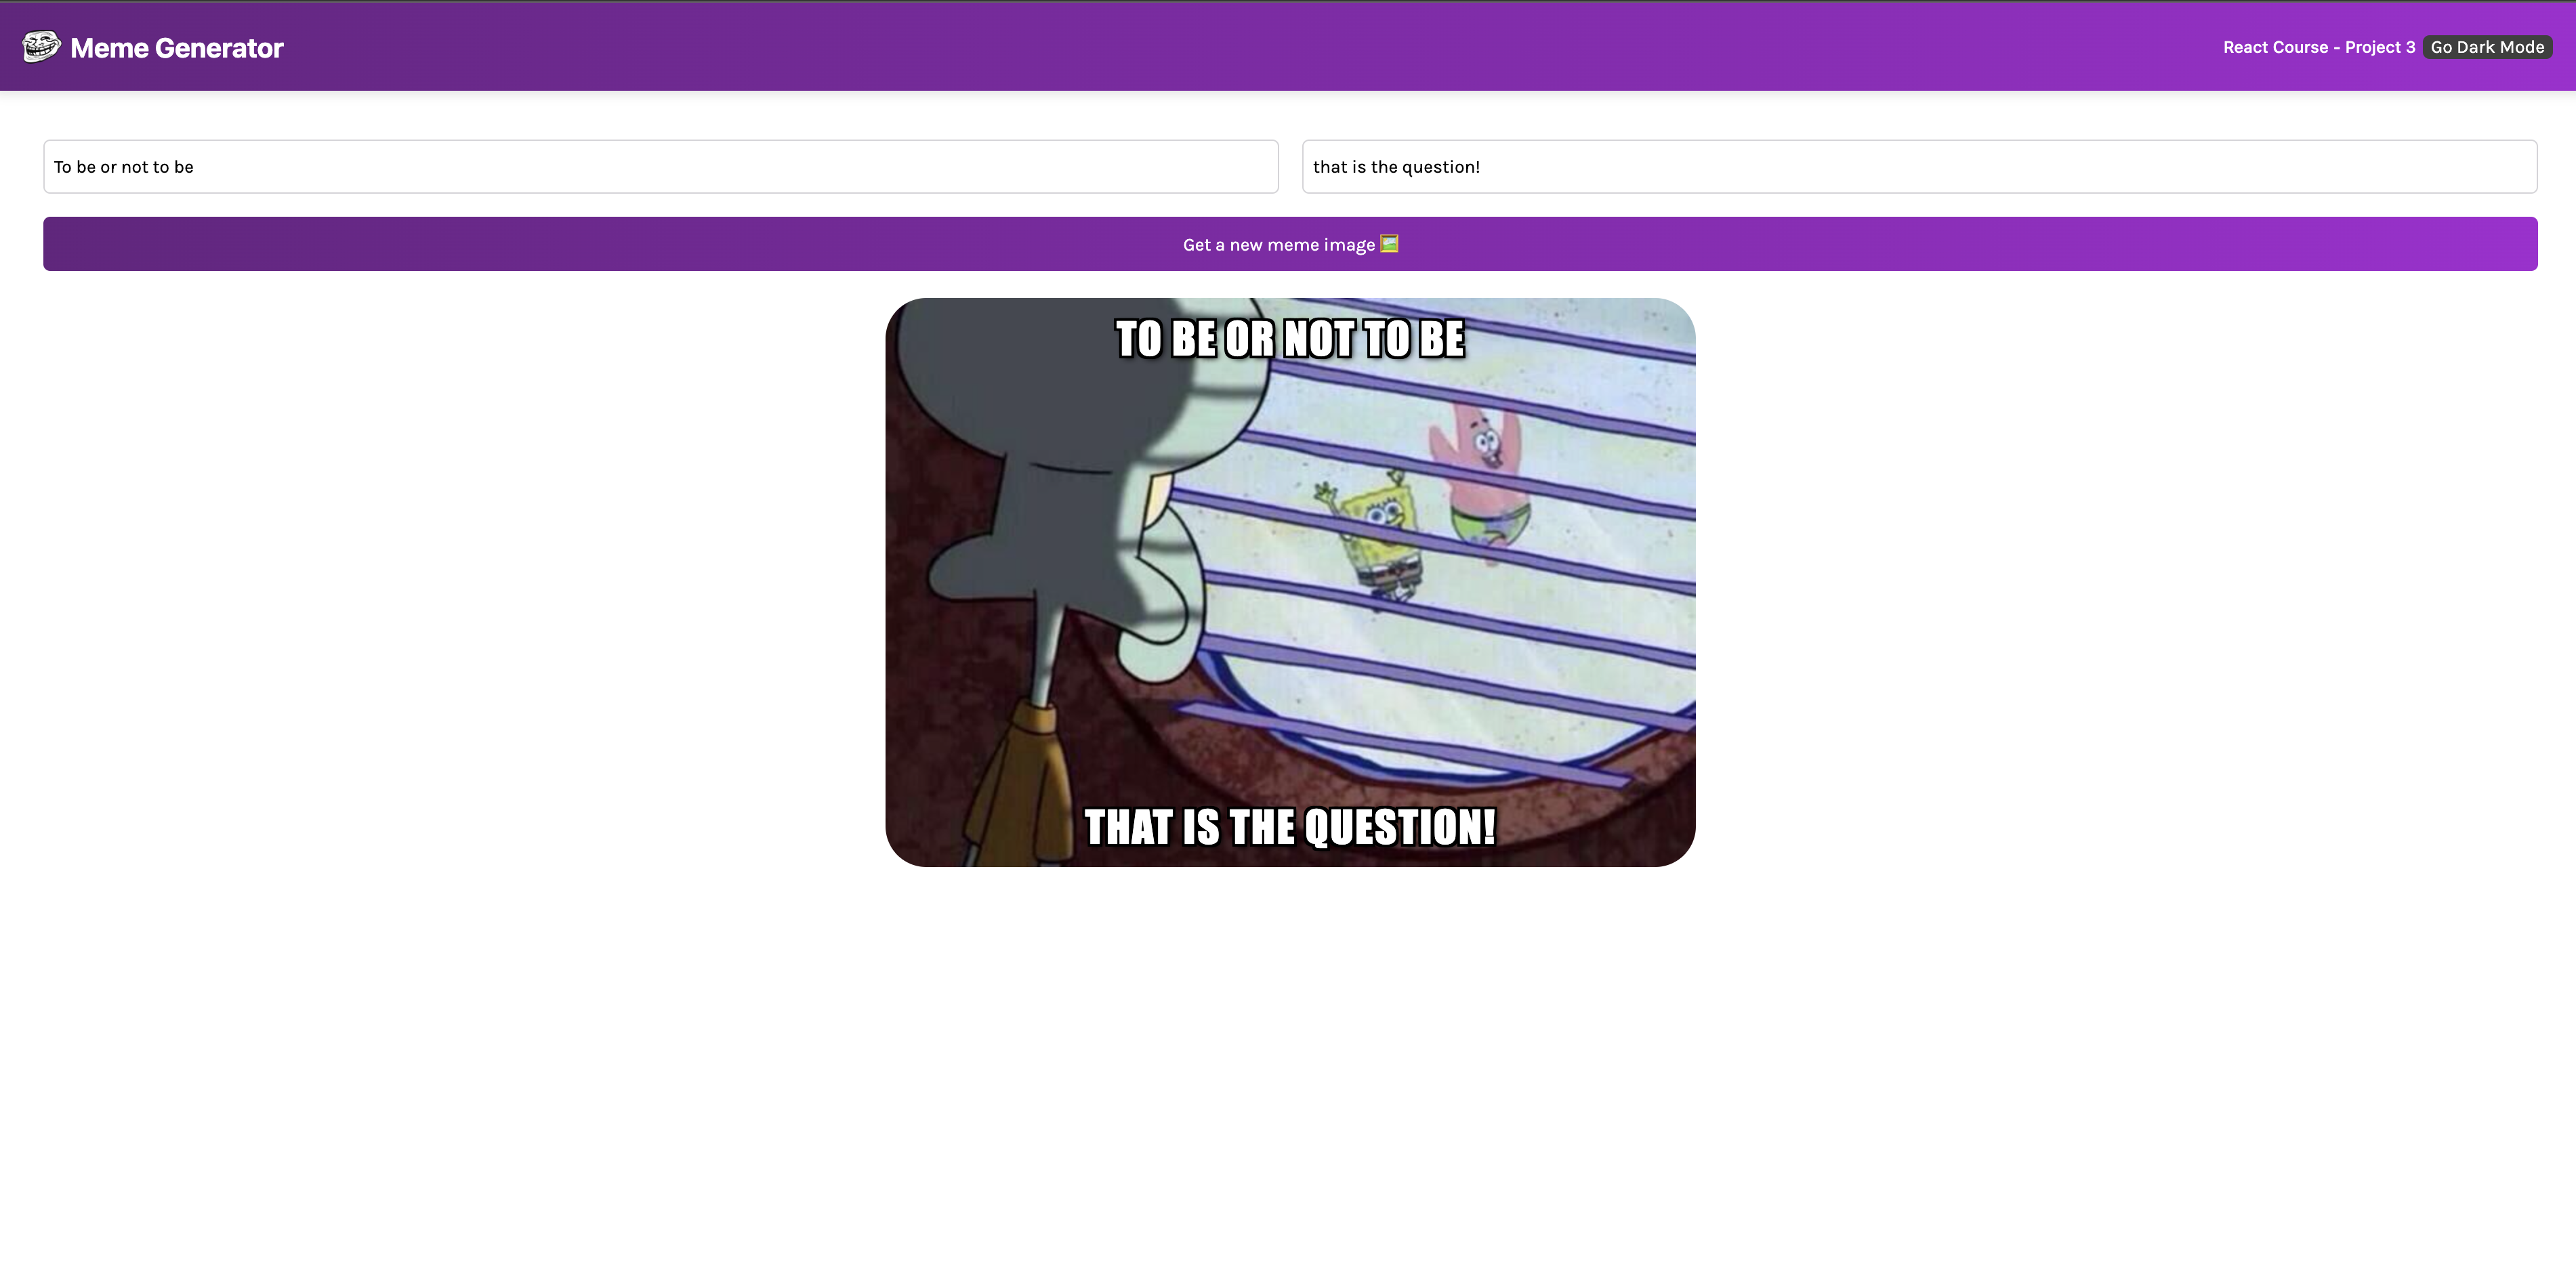 Meme Generator
React Course - Project 3 Go Dark Mode
To be or not to be
that is the question!
Get a new meme image
TO BE OR NOT TO BE
THAT IS THE QUESTION!